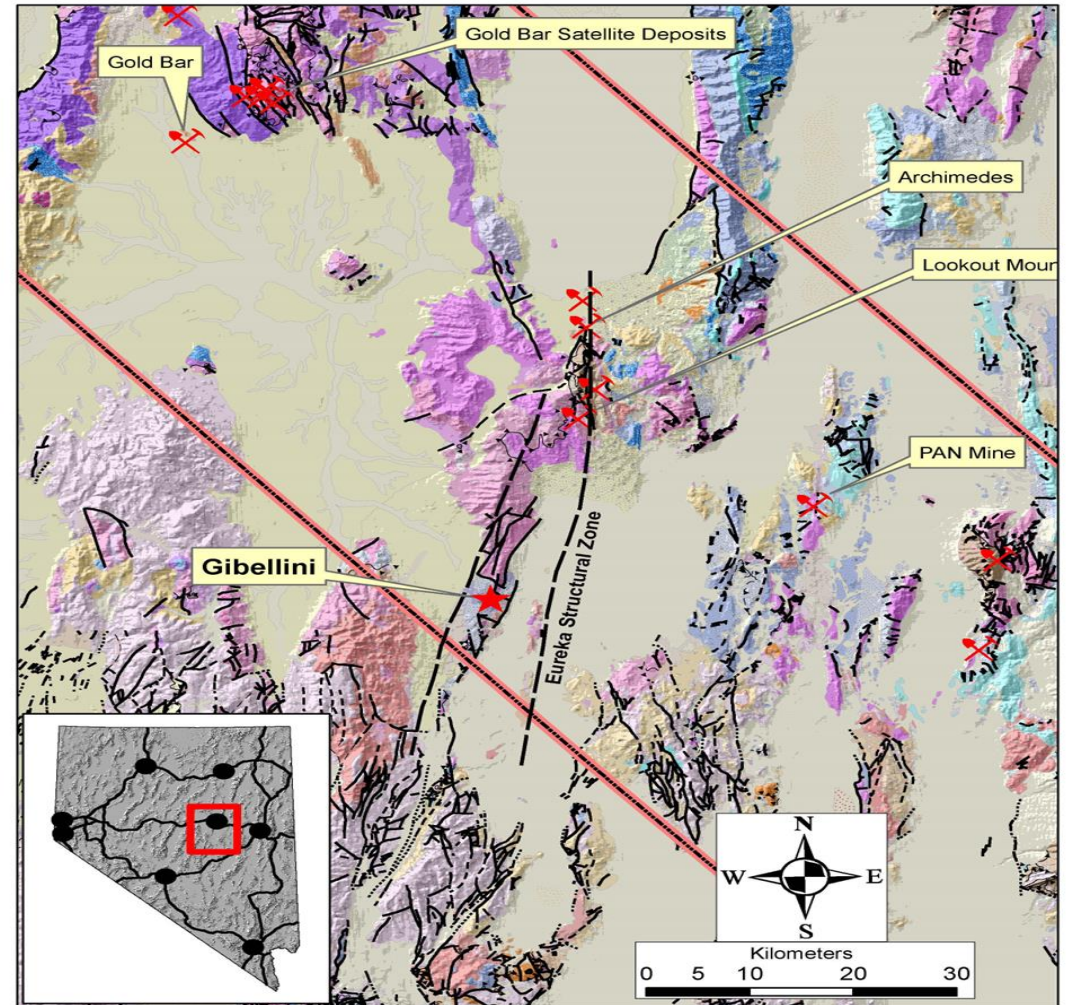 Gold Bar Satellite Deposits
Gold Bar
Archimedes
Lookout Moun
PAN Mine
Gibellini
Eureka Structural Zone
N
W
E
S
Kilometers
0 5 10 20 30